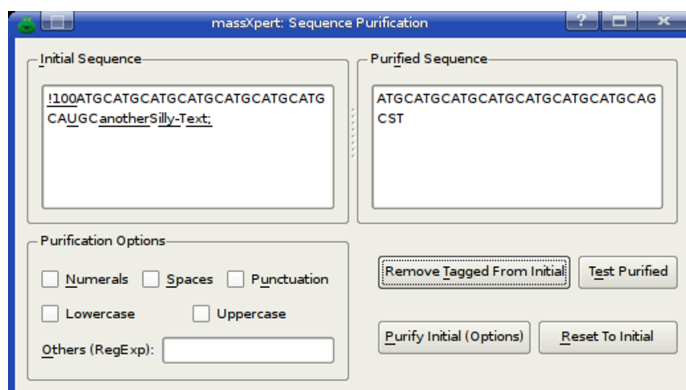 massXpert: Sequence Purification
Initial Sequence
!100ATGCATGCATGCATGCATGCATGCATG
CAUGCanotherSilly-Text;
Purified Sequence
ATGCATGCATGCATGCATGCATGCATGCAG
CST
Purification Options
Numerals Spaces Punctuation
Lowercase Uppercase
Others (RegExp):
Remove Tagged From Initial Test Purified
Purify Initial (Options) Reset To Initial